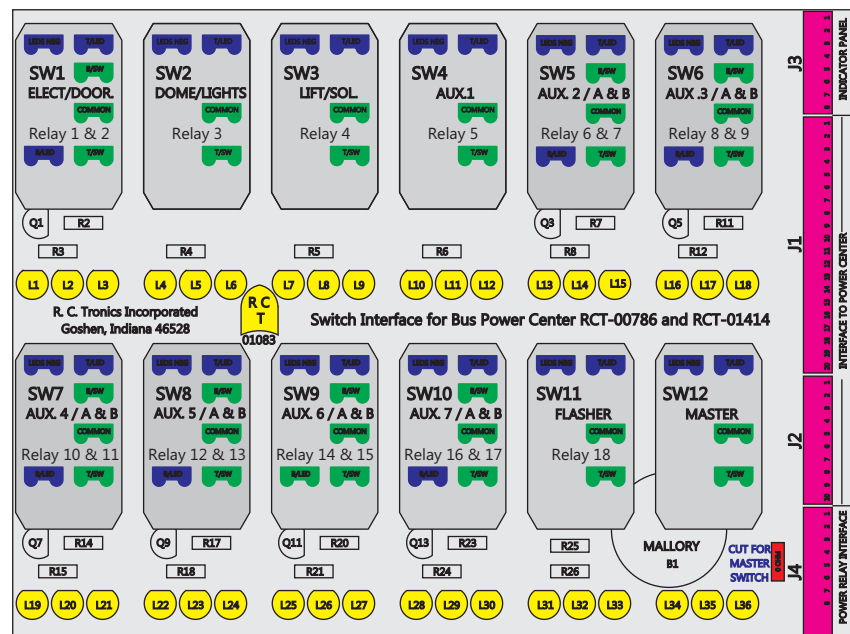 LEDS NEG T/LED LEDS NEG T/LED LEDS NEG T/LED LEDS NEG T/LED LEDS NEG T/LED LEDS NEG T/LED
SW1 B/SW SW2 SW3 SW4 SW5 B/SW SW6 B/SW
ELECT/DOOR. DOME/LIGHTS LIFT/SOL. AUX.1 AUX. 2 / A & B AUX .3 / A & B
COMMON COMMON COMMON COMMON COMMON COMMON
Relay 1 & 2 Relay 3 Relay 4 Relay 5 Relay 6 & 7 Relay 8 & 9
B/LED T/SW T/SW T/SW T/SW B/LED T/SW B/LED T/SW
Q1 R2 Q3 R7 Q5 R11
R3 R4 R5 R6 R8 R12
L1 L2 L3 L4 L5 L6 L7 L8 L9 L10 L11 L12 L13 L14 L15 L16 L17 L18
R. C. Tronics Incorporated
Goshen, Indiana 46528
R C
T
01083
Switch Interface for Bus Power Center RCT-00786 and RCT-01414
LEDS NEG T/LED LEDS NEG T/LED LEDS NEG T/LED LEDS NEG T/LED LEDS NEG T/LED LEDS NEG T/LED
SW7 B/SW SW8 B/SW SW9 B/SW SW10 B/SW SW11 SW12
AUX. 4 / A & B AUX. 5 / A & B AUX. 6 / A & B AUX. 7 / A & B FLASHER MASTER
COMMON COMMON COMMON COMMON COMMON COMMON
Relay 10 & 11 Relay 12 & 13 Relay 14 & 15 Relay 16 & 17 Relay 18
B/LED T/SW B/LED T/SW B/LED T/SW B/LED T/SW T/SW T/SW
Q7 R14 Q9 R17 Q11 R20 Q13 R23 R25
R15 R18 R21 R24 R26
MALLORY
B1
CUT FOR
MASTER
SWITCH
0 OHM
L19 L20 L21 L22 L23 L24 L25 L26 L27 L28 L29 L30 L31 L32 L33 L34 L35 L36
J3
INDICATOR PANEL
J1
INTERFACE TO POWER CENTER
J2
J4
POWER RELAY INTERFACE